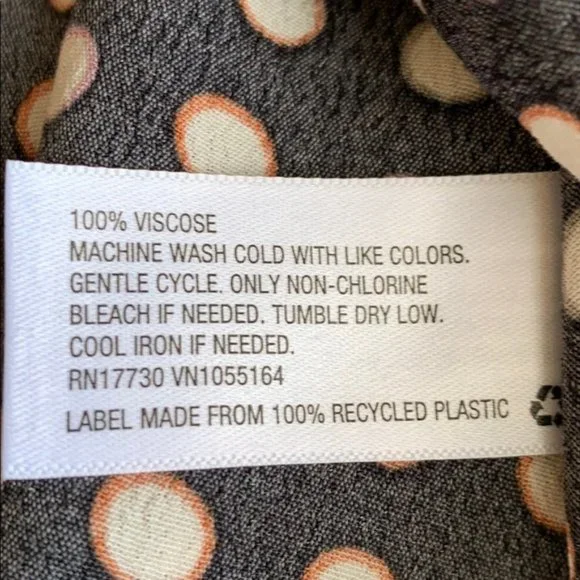 100% VISCOSE
MACHINE WASH COLD WITH LIKE COLORS.
GENTLE CYCLE. ONLY NON-CHLORINE
BLEACH IF NEEDED. TUMBLE DRY LOW.
COOL IRON IF NEEDED.
RN17730 VN1055164
LABEL MADE FROM 100% RECYCLED PLASTIC